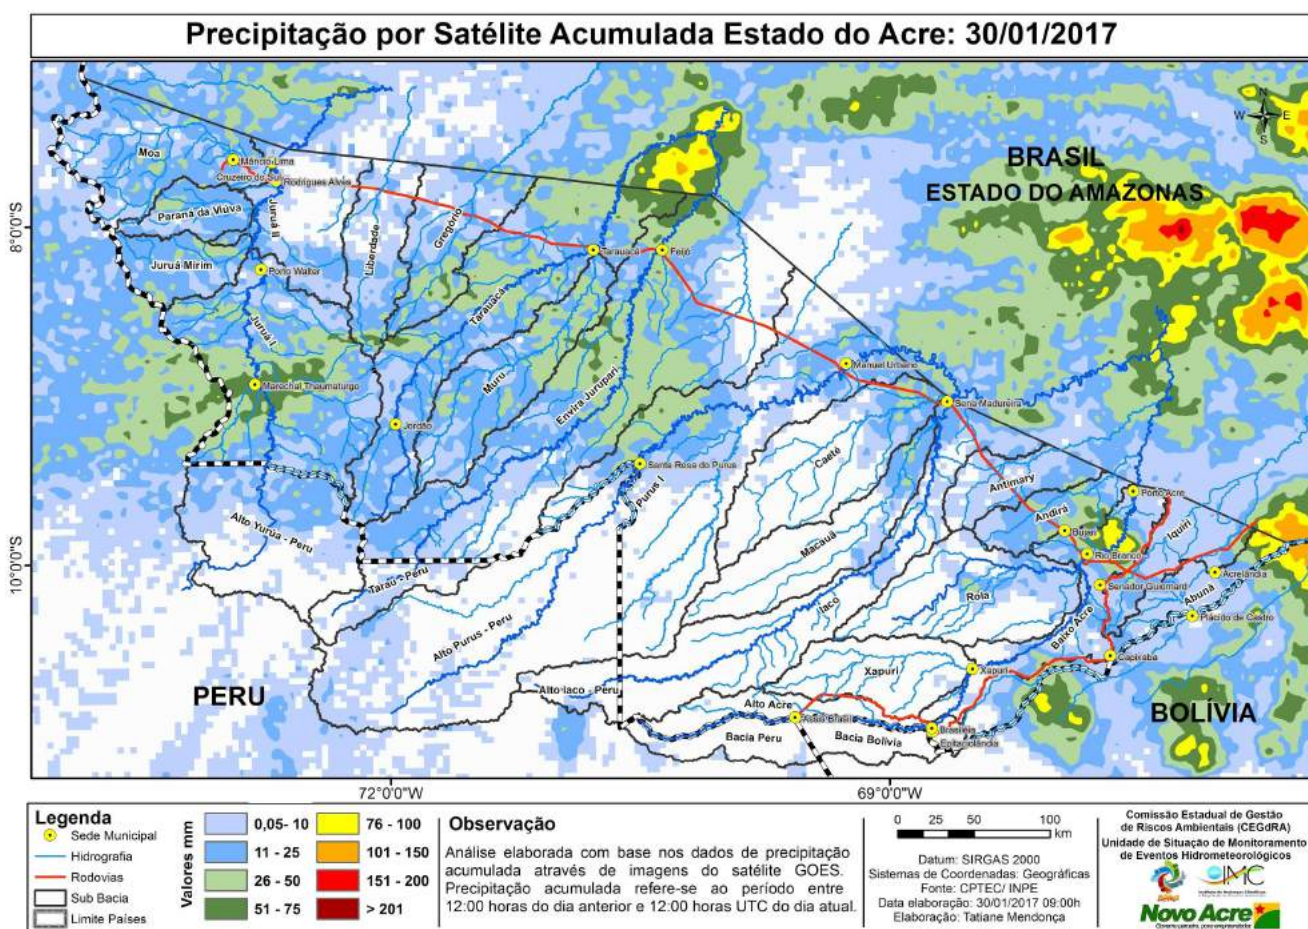 Precipitação por Satélite Acumulada Estado do Acre: 30/01/2017
N
W E
S
BRASIL
ESTADO DO AMAZONAS
PERU
BOLÍVIA
8°0'0"S
10°0'0"S
72°0'0"W
69°0'0"W
Moa
Mâncio Lima
Cruzeiro do Sul
Rodrigues Alves
Paraná da Viúva
Juruá II
Juruá Mirim
Porto Walter
Liberdade
Gregório
Tarauacá
Feijó
Tarauacá
Juruá I
Marechal Thaumaturgo
Muru
Jordão
Envira Jurupari
Manuel Urbano
Sena Madureira
Santa Rosa do Purus
Purus I
Caeté
Antimary
Porto Acre
Alto Yuruá - Peru
Andirá
Bujari
Iquiri
Macauã
Rio Branco
Tarau - Peru
Senador Guiomard
Acrelândia
Abunã
Iaco
Rola
Plácido de Castro
Alto Purus - Peru
Baixo Acre
Capixaba
Xapuri
Xapuri
Alto Iaco - Peru
Alto Acre
Assis Brasil
Bacia Peru
Bacia Bolívia
Brasileia
Epitaciolândia
Legenda
Sede Municipal
Hidrografia
Rodovias
Sub Bacia
Limite Países
Valores mm
0,05 - 10
11 - 25
26 - 50
51 - 75
76 - 100
101 - 150
151 - 200
> 201
Observação
Análise elaborada com base nos dados de precipitação
acumulada através de imagens do satélite GOES.
Precipitação acumulada refere-se ao período entre
12:00 horas do dia anterior e 12:00 horas UTC do dia atual.
0 25 50 100
km
Datum: SIRGAS 2000
Sistemas de Coordenadas: Geográficas
Fonte: CPTEC/ INPE
Data elaboração: 30/01/2017 09:00h
Elaboração: Tatiane Mendonça
Comissão Estadual de Gestão
de Riscos Ambientais (CEGdRA)
Unidade de Situação de Monitoramento
de Eventos Hidrometeorológicos
IMC
Novo Acre